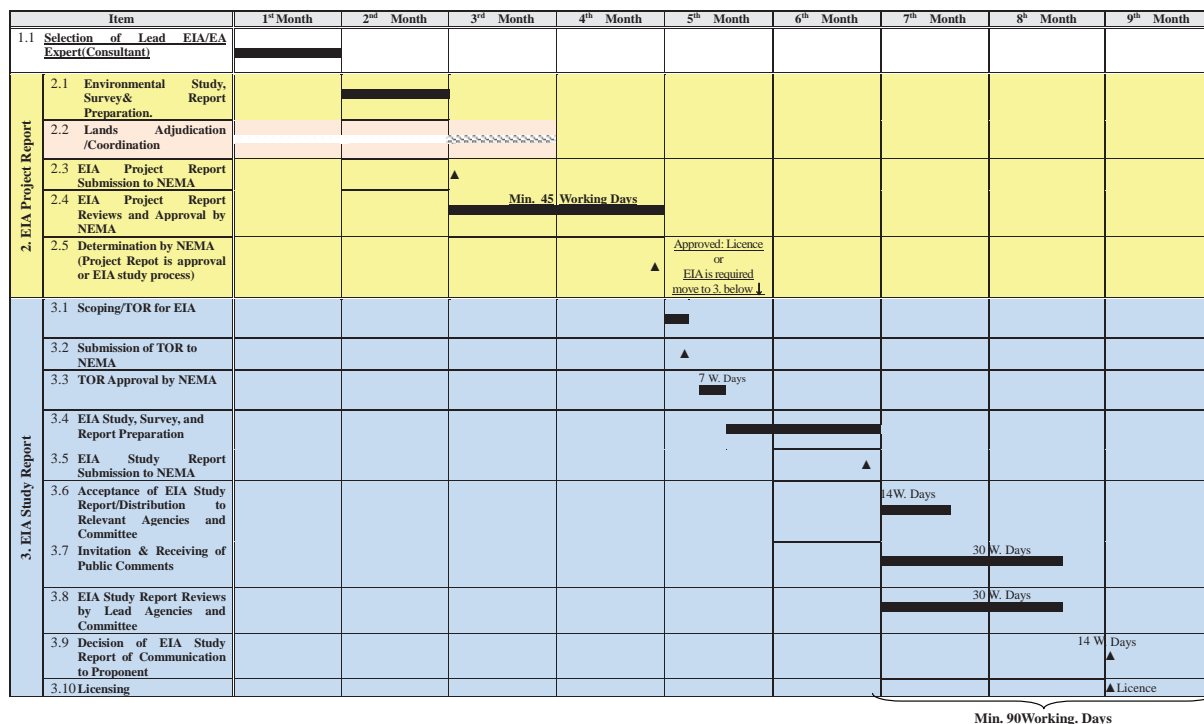 Item 1st Month 2nd Month 3rd Month 4th Month 5th Month 6th Month 7th Month 8h Month 9th Month
1.1 Selection of Lead EIA/EA
Expert(Consultant)
2. EIA Project Report
2.1 Environmental Study,
Survey& Report
Preparation.
2.2 Lands Adjudication
/Coordination
2.3 EIA Project Report
Submission to NEMA
▲
2.4 EIA Project Report
Reviews and Approval by
NEMA
Min. 45 Working Days
2.5 Determination by NEMA
(Project Repot is approval
or EIA study process)
▲
Approved: Licence
or
EIA is required
move to 3. below ↓
3. EIA Study Report
3.1 Scoping/TOR for EIA
3.2 Submission of TOR to
NEMA
▲
3.3 TOR Approval by NEMA
7 W. Days
3.4 EIA Study, Survey, and
Report Preparation
3.5 EIA Study Report
Submission to NEMA
▲
3.6 Acceptance of EIA Study
Report/Distribution to
Relevant Agencies and
Committee
14W. Days
3.7 Invitation & Receiving of
Public Comments
30 W. Days
3.8 EIA Study Report Reviews
by Lead Agencies and
Committee
30 W. Days
3.9 Decision of EIA Study
Report of Communication
to Proponent
14 W. Days
▲
3.10 Licensing
▲Licence
Min. 90Working. Days